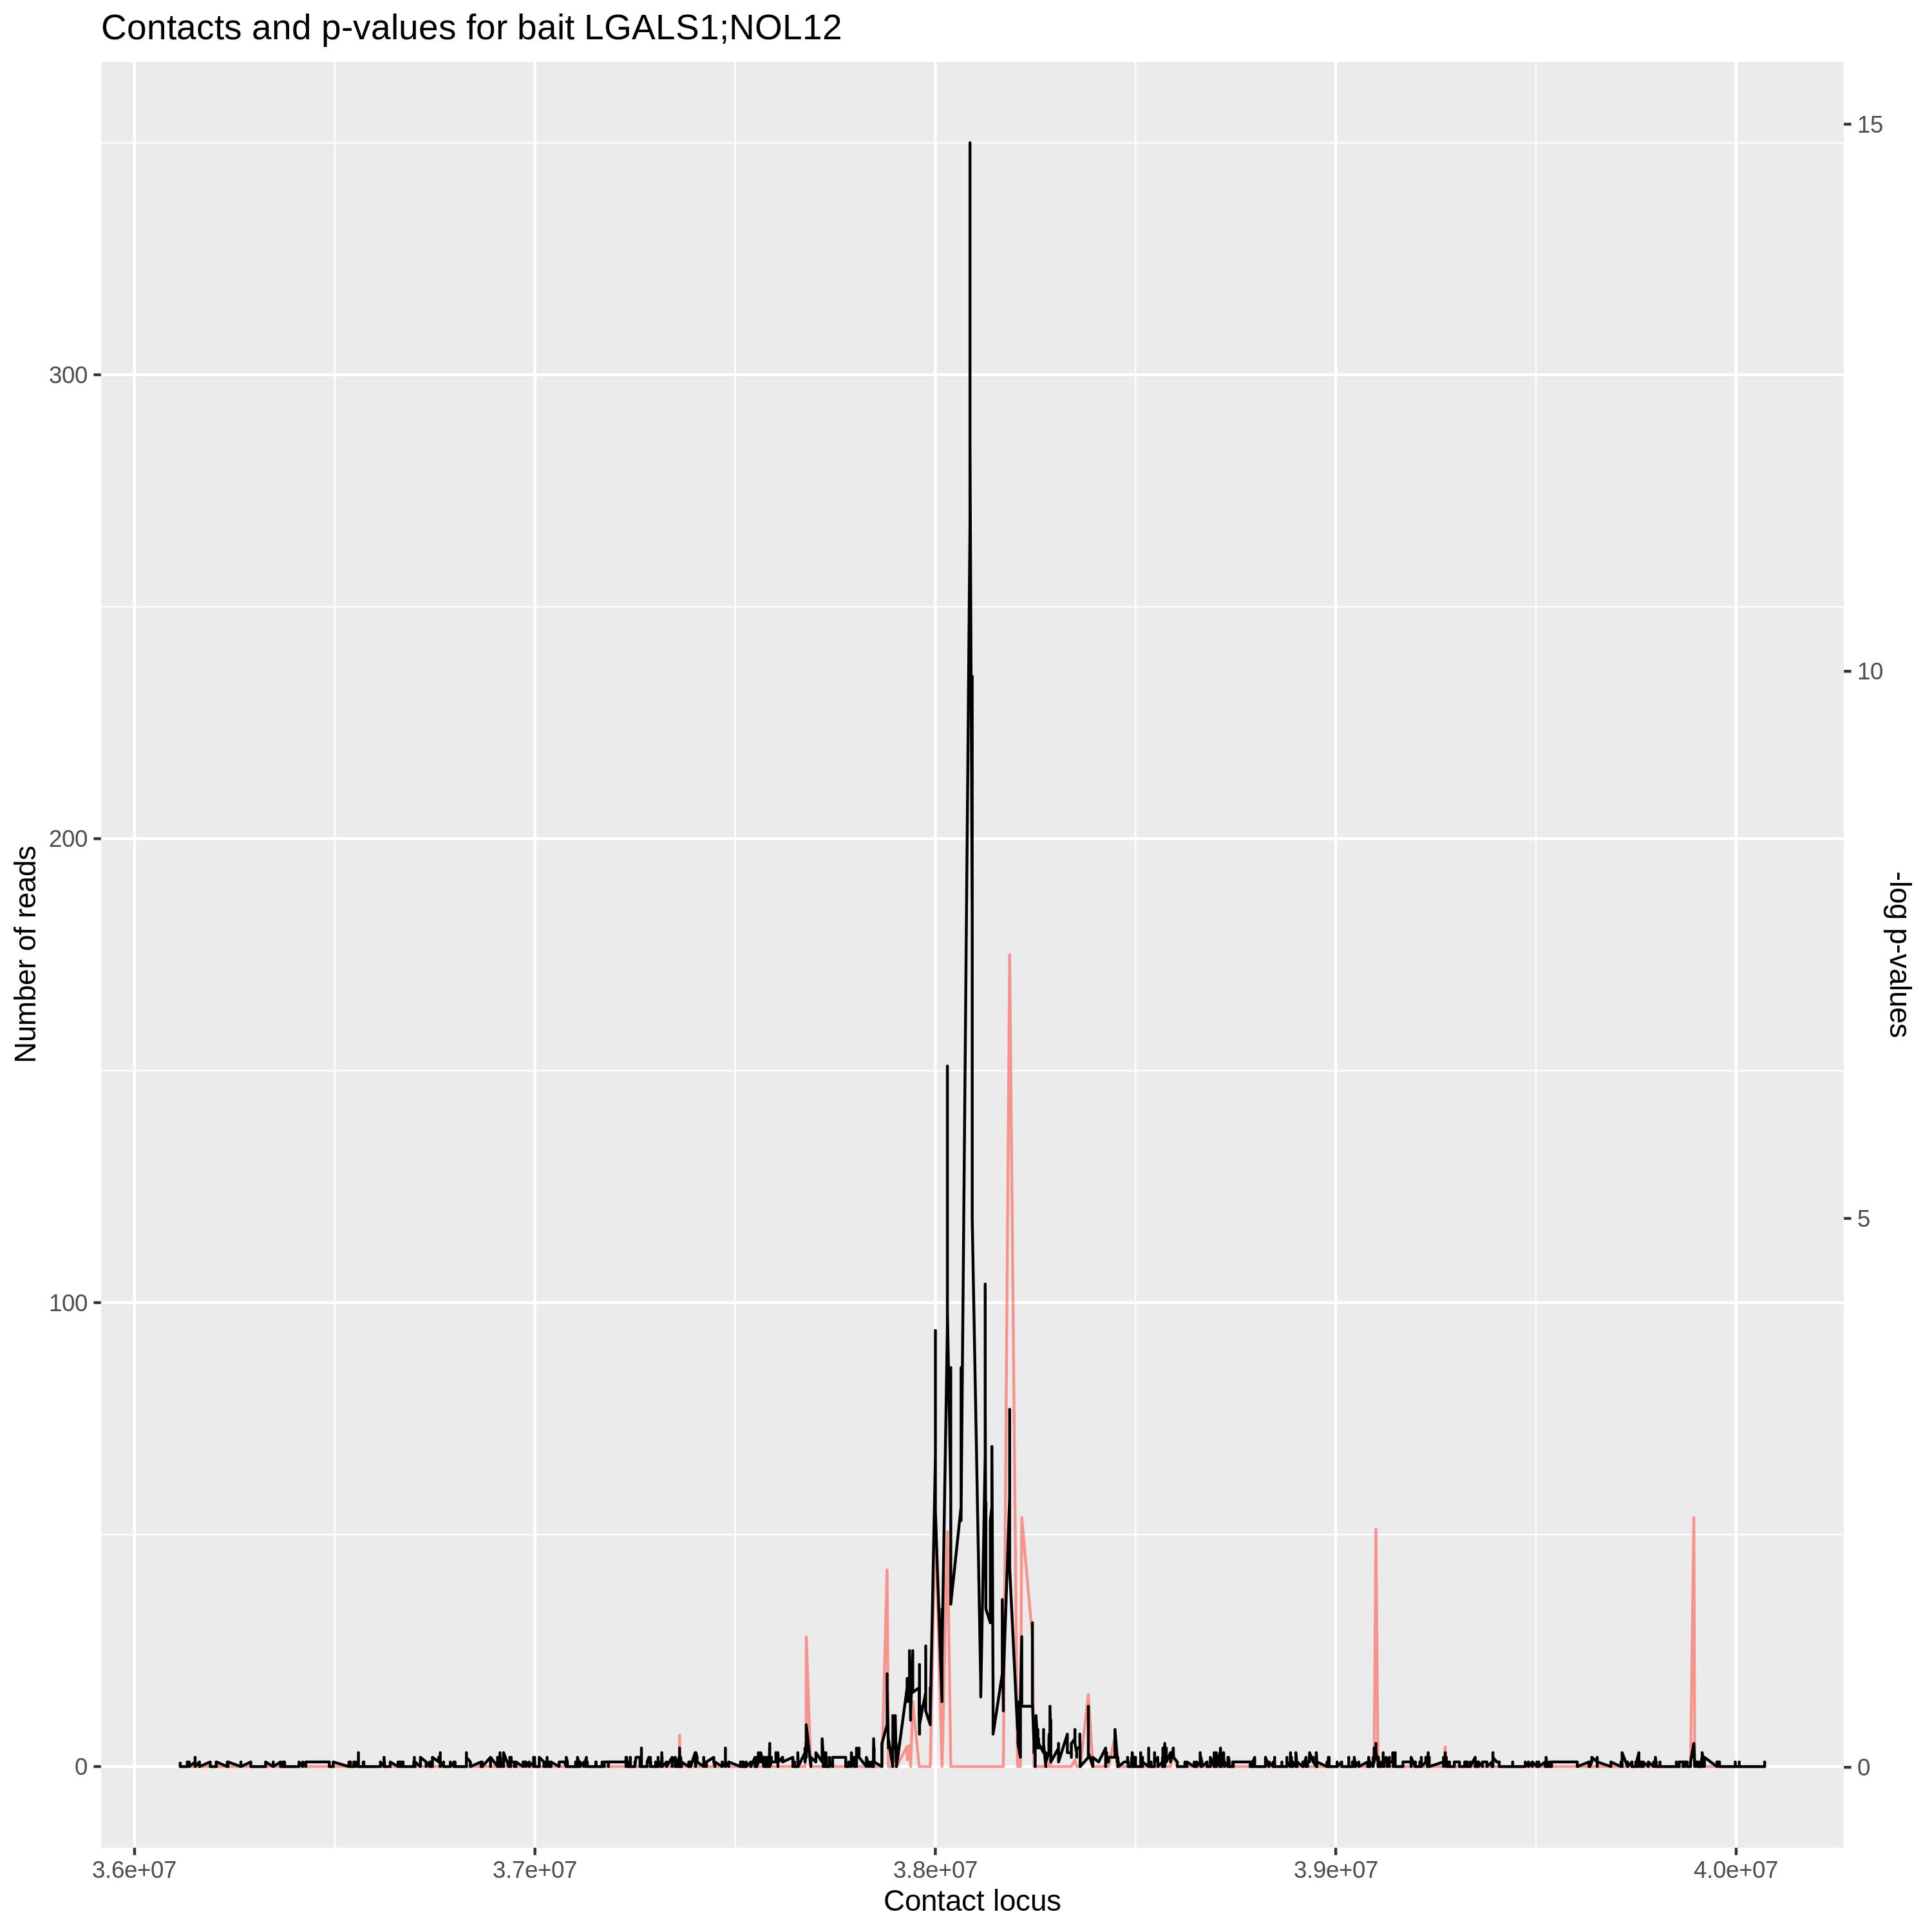 Contacts and p-values for bait LGALS1;NOL12
15
300
10
200
Number of reads
-log p-values
5
100
0
0
3.6e+07
3.7e+07
3.8e+07
3.9e+07
4.0e+07
Contact locus